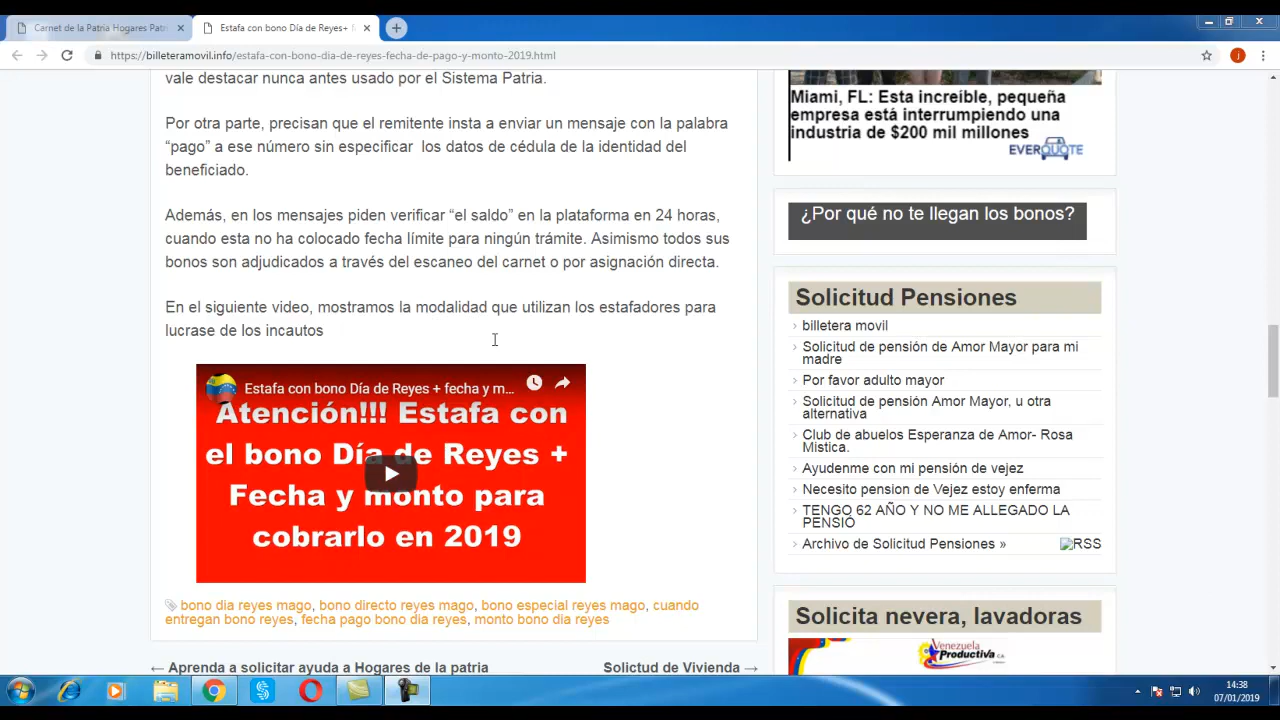 Carnet de la Patria Hogares Patri
Estafa con bono Día de Reyes+ f
https://billeteramovil.info/estafa-con-bono-dia-de-reyes-fecha-de-pago-y-monto-2019.html
vale destacar nunca antes usado por el Sistema Patria.
Por otra parte, precisan que el remitente insta a enviar un mensaje con la palabra
“pago” a ese número sin especificar los datos de cédula de la identidad del
beneficiado.
Además, en los mensajes piden verificar “el saldo” en la plataforma en 24 horas,
cuando esta no ha colocado fecha límite para ningún trámite. Asimismo todos sus
bonos son adjudicados a través del escaneo del carnet o por asignación directa.
En el siguiente video, mostramos la modalidad que utilizan los estafadores para
lucrase de los incautos
Estafa con bono Día de Reyes + fecha y m...
Atención!!! Estafa con
el bono Día de Reyes +
Fecha y monto para
cobrarlo en 2019
bono dia reyes mago, bono directo reyes mago, bono especial reyes mago, cuando
entregan bono reyes, fecha pago bono dia reyes, monto bono dia reyes
← Aprenda a solicitar ayuda a Hogares de la patria
Solictud de Vivienda →
Miami, FL: Esta increíble, pequeña
empresa está interrumpiendo una
industria de $200 mil millones
EVERQUOTE
¿Por qué no te llegan los bonos?
Solicitud Pensiones
billetera movil
Solicitud de pensión de Amor Mayor para mi
madre
Por favor adulto mayor
Solicitud de pensión Amor Mayor, u otra
alternativa
Club de abuelos Esperanza de Amor- Rosa
Mistica.
Ayudenme con mi pensión de vejez
Necesito pension de Vejez estoy enferma
TENGO 62 AÑO Y NO ME ALLEGADO LA
PENSIÓ
Archivo de Solicitud Pensiones »
RSS
Solicita nevera, lavadoras
Venezuela
Productiva C.A.
14:38
07/01/2019